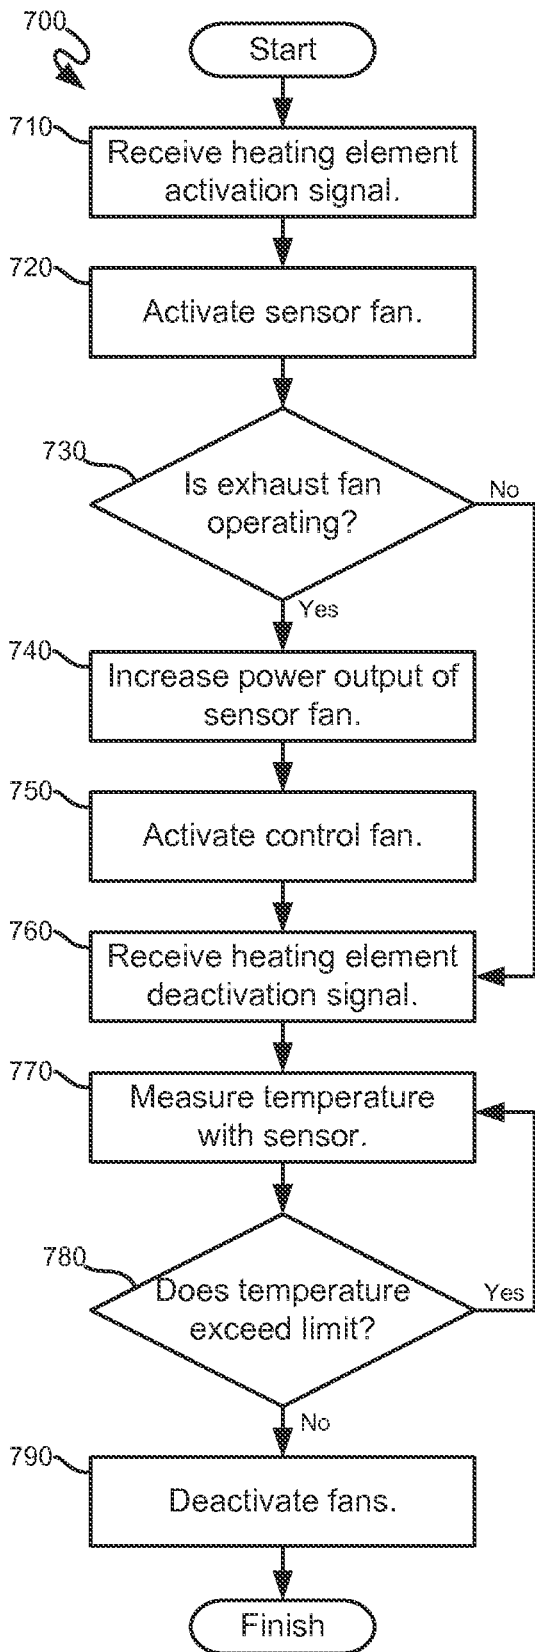 700
Start
710
Receive heating element
activation signal.
720
Activate sensor fan.
730
Is exhaust fan
operating?
No
Yes
740
Increase power output of
sensor fan.
750
Activate control fan.
760
Receive heating element
deactivation signal.
770
Measure temperature
with sensor.
780
Does temperature
exceed limit?
Yes
No
790
Deactivate fans.
Finish